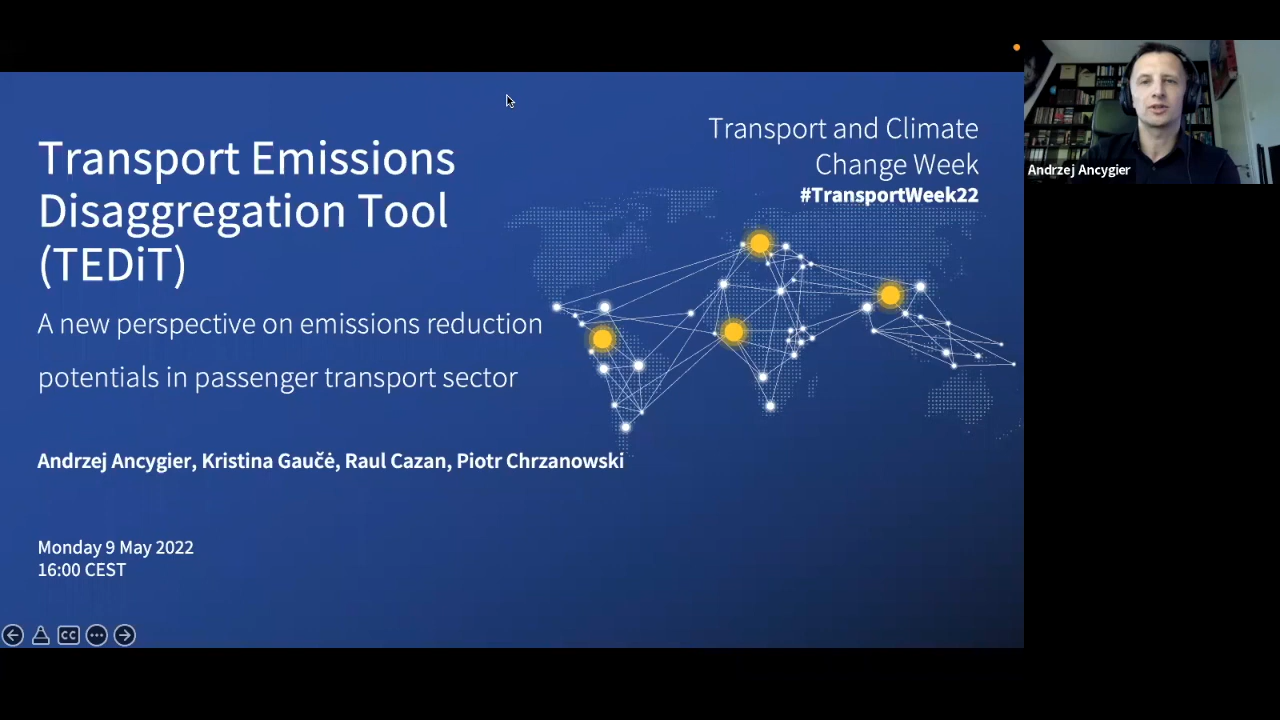 Transport Emissions
Disaggregation Tool
(TEDiT)
A new perspective on emissions reduction
potentials in passenger transport sector
Andrzej Ancygier, Kristina Gaučė, Raul Cazan, Piotr Chrzanowski
Monday 9 May 2022
16:00 CEST
Transport and Climate
Change Week
#TransportWeek22
Andrzej Ancygier
CC